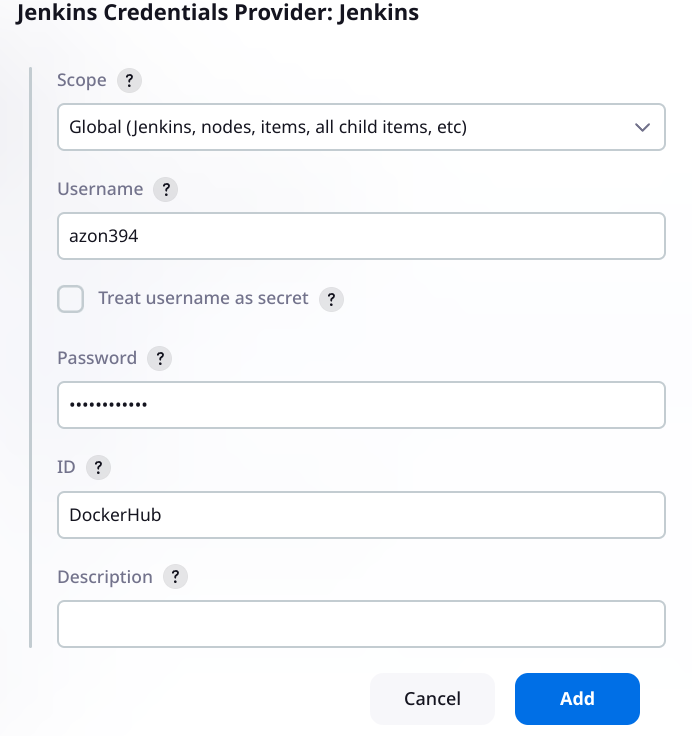 Jenkins Credentials Provider: Jenkins
Scope ?
Global (Jenkins, nodes, items, all child items, etc)
Username ?
azon394
Treat username as secret ?
Password ?
••••••••••••
ID ?
DockerHub
Description ?
Cancel Add